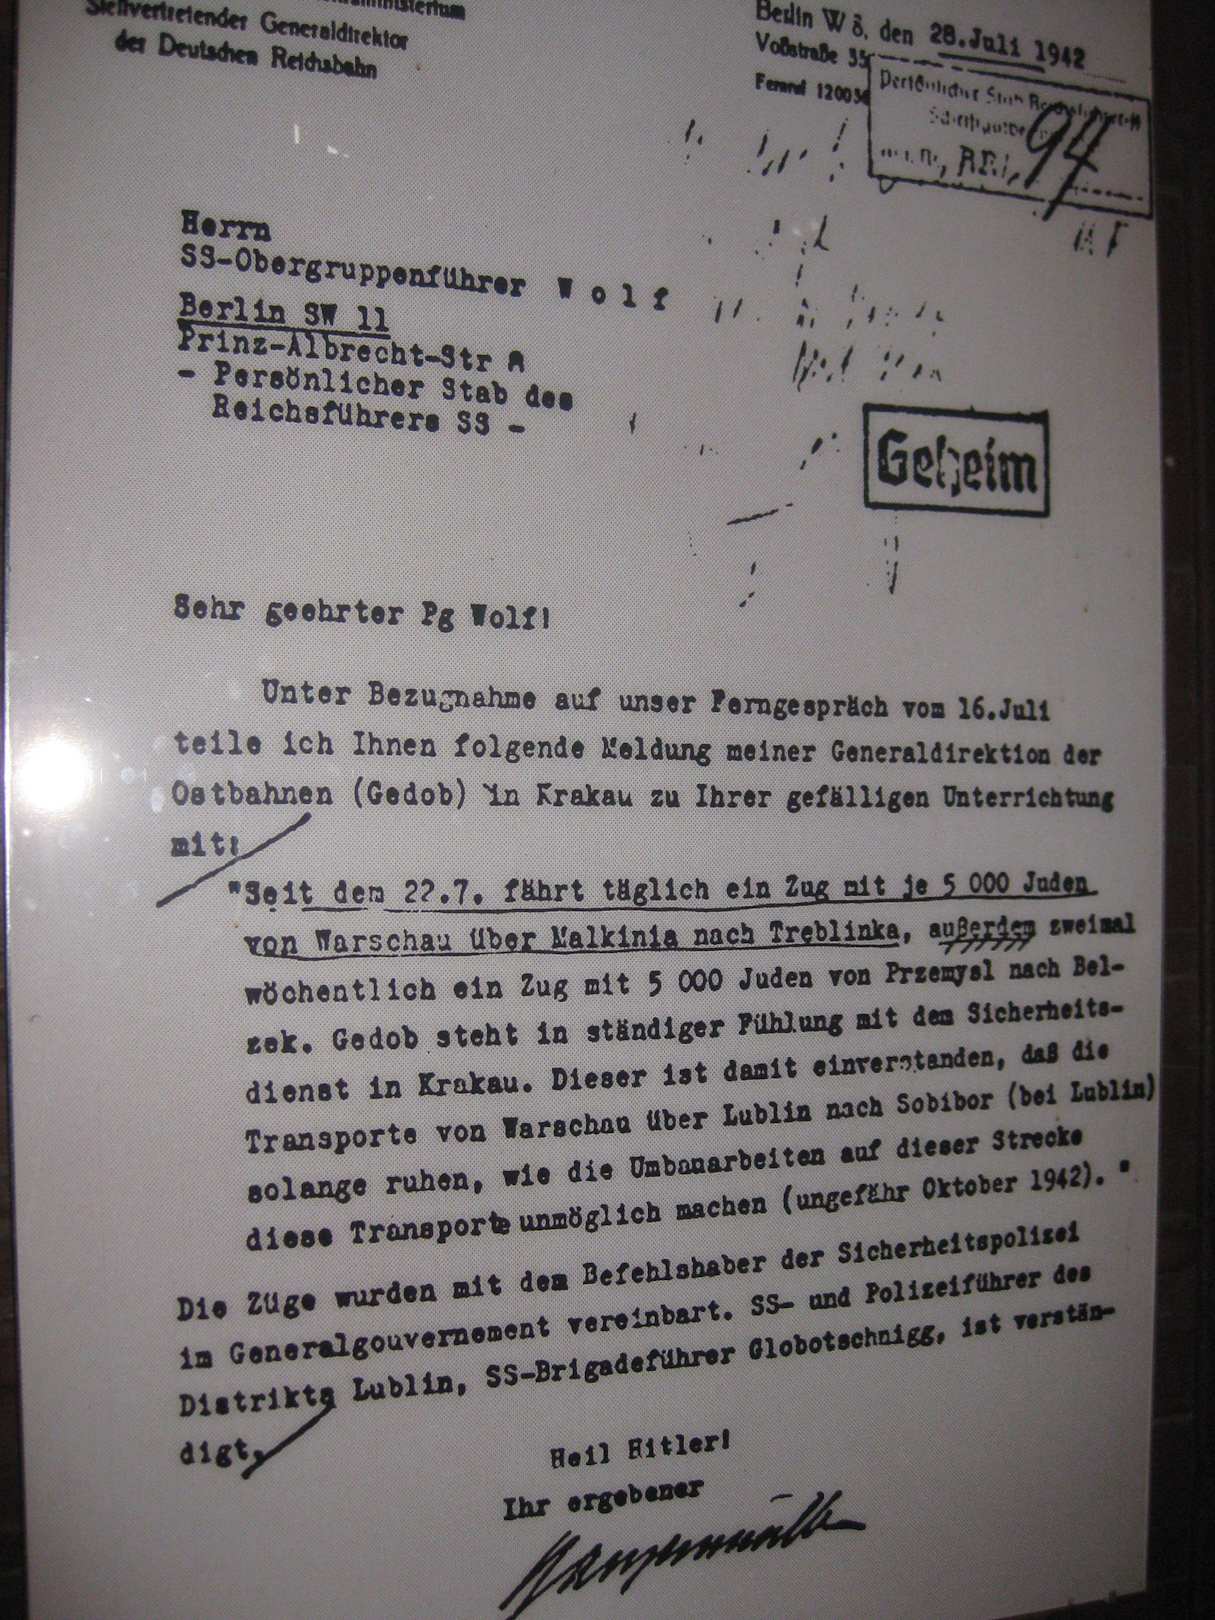 Stellvertretender Generaldirektor
der Deutschen Reichsbahn
Berlin W 8, den 28.Juli 1942
Voßstraße 35
Fernruf 120036
Persönlicher Stab
94
Herrn
SS-Obergruppenführer W o l f
Berlin SW 11
Prinz-Albrecht-Str 8
- Persönlicher Stab des
Reichsführers SS -
Geheim
Sehr geehrter Pg Wolf!
Unter Bezugnahme auf unser Ferngespräch vom 16.Juli
teile ich Ihnen folgende Meldung meiner Generaldirektion der
Ostbahnen (Gedob) in Krakau zu Ihrer gefälligen Unterrichtung
mit:
"Seit dem 22.7. fährt täglich ein Zug mit je 5 000 Juden
von Warschau über Malkinia nach Treblinka, außerdem zweimal
wöchentlich ein Zug mit 5 000 Juden von Przemysl nach Bel-
zek. Gedob steht in ständiger Fühlung mit dem Sicherheits-
dienst in Krakau. Dieser ist damit einverstanden, daß die
Transporte von Warschau über Lublin nach Sobibor (bei Lublin)
solange ruhen, wie die Umbauarbeiten auf dieser Strecke
diese Transporte unmöglich machen (ungefähr Oktober 1942). "
Die Züge wurden mit dem Befehlshaber der Sicherheitspolizei
im Generalgouvernement vereinbart. SS- und Polizeiführer des
Distrikts Lublin, SS-Brigadeführer Globotschnigg, ist verstän-
digt.
Heil Hitler!
Ihr ergebener
Ganzenmüller